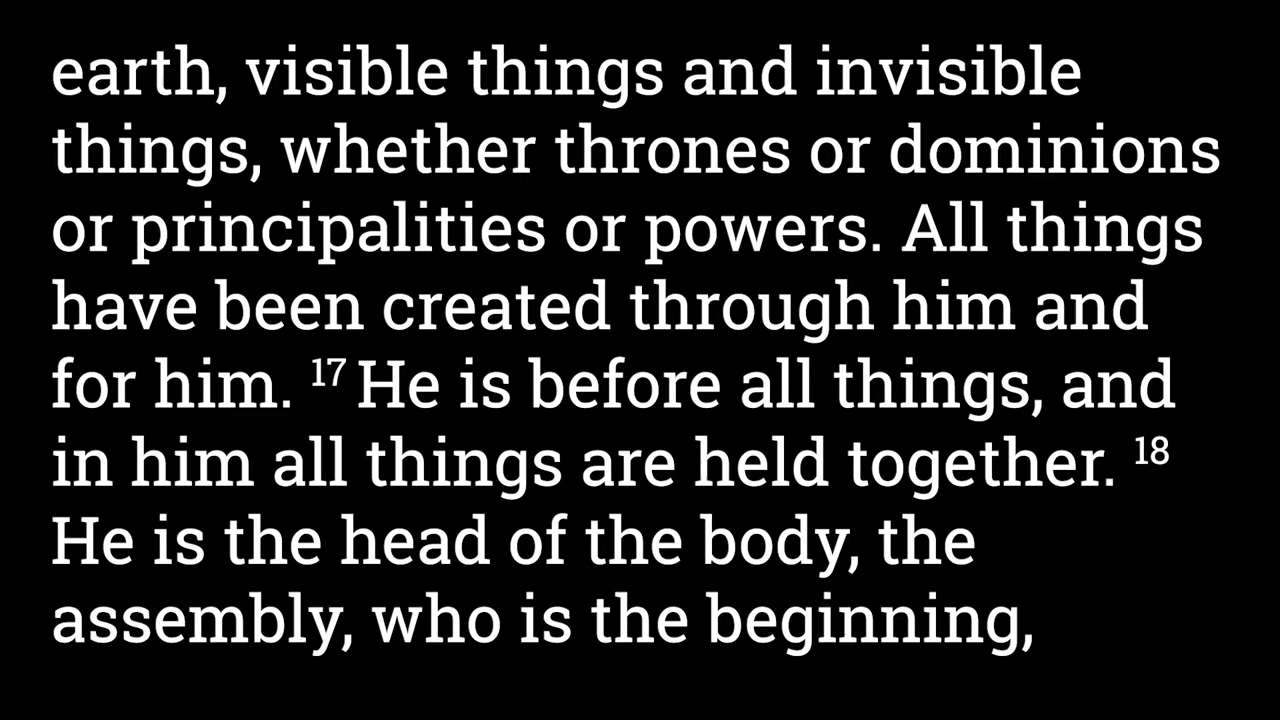 earth, visible things and invisible
things, whether thrones or dominions
or principalities or powers. All things
have been created through him and
for him. 17 He is before all things, and
in him all things are held together. 18
He is the head of the body, the
assembly, who is the beginning,